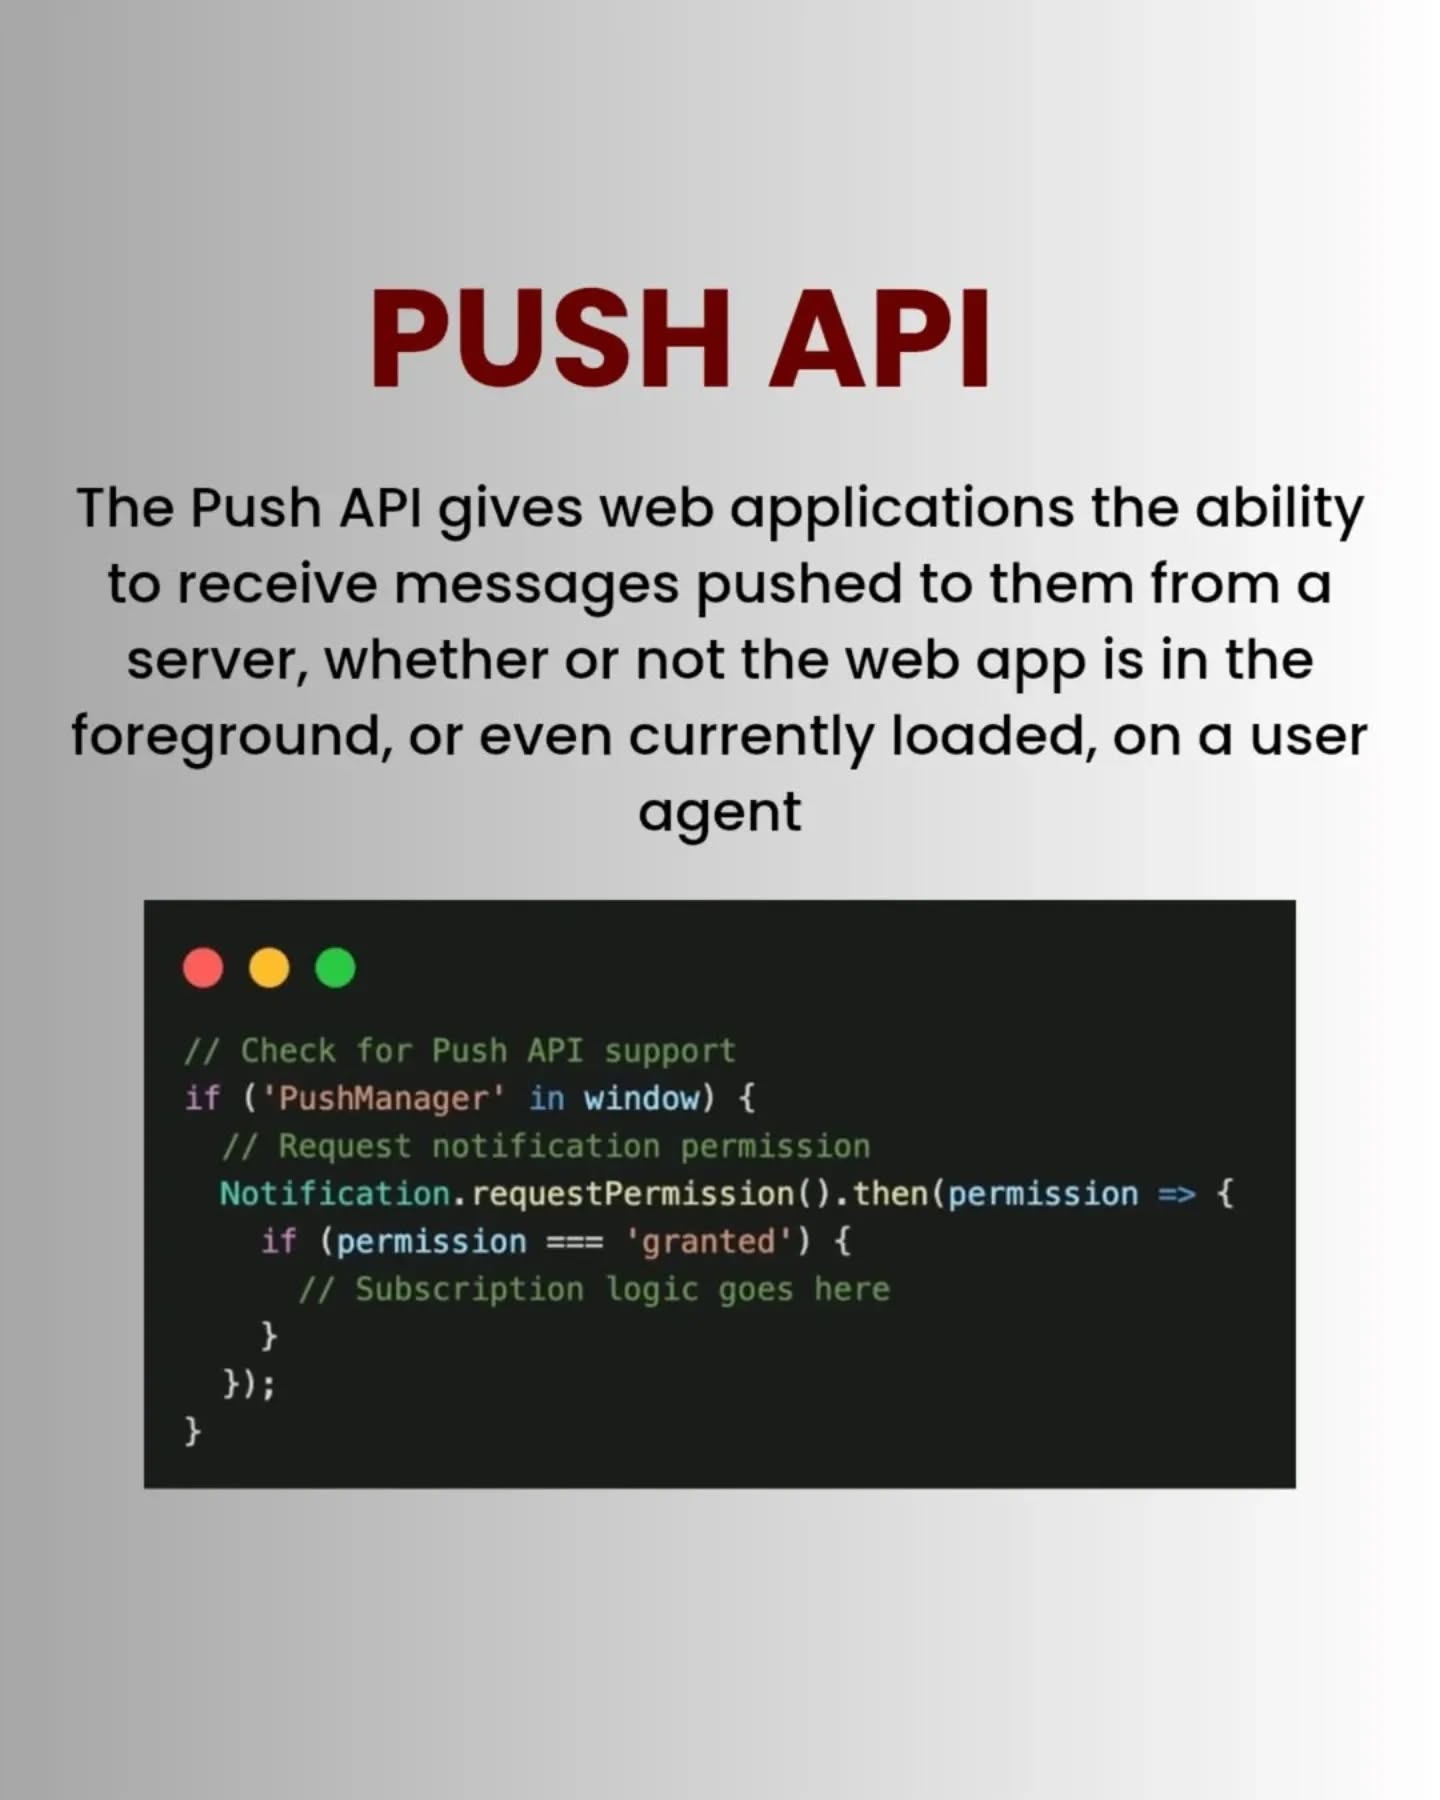 PUSH API
The Push API gives web applications the ability
to receive messages pushed to them from a
server, whether or not the web app is in the
foreground, or even currently loaded, on a user
agent
// Check for Push API support
if ('PushManager' in window) {
  // Request notification permission
  Notification.requestPermission().then(permission => {
    if (permission === 'granted') {
      // Subscription logic goes here
    }
  });
}